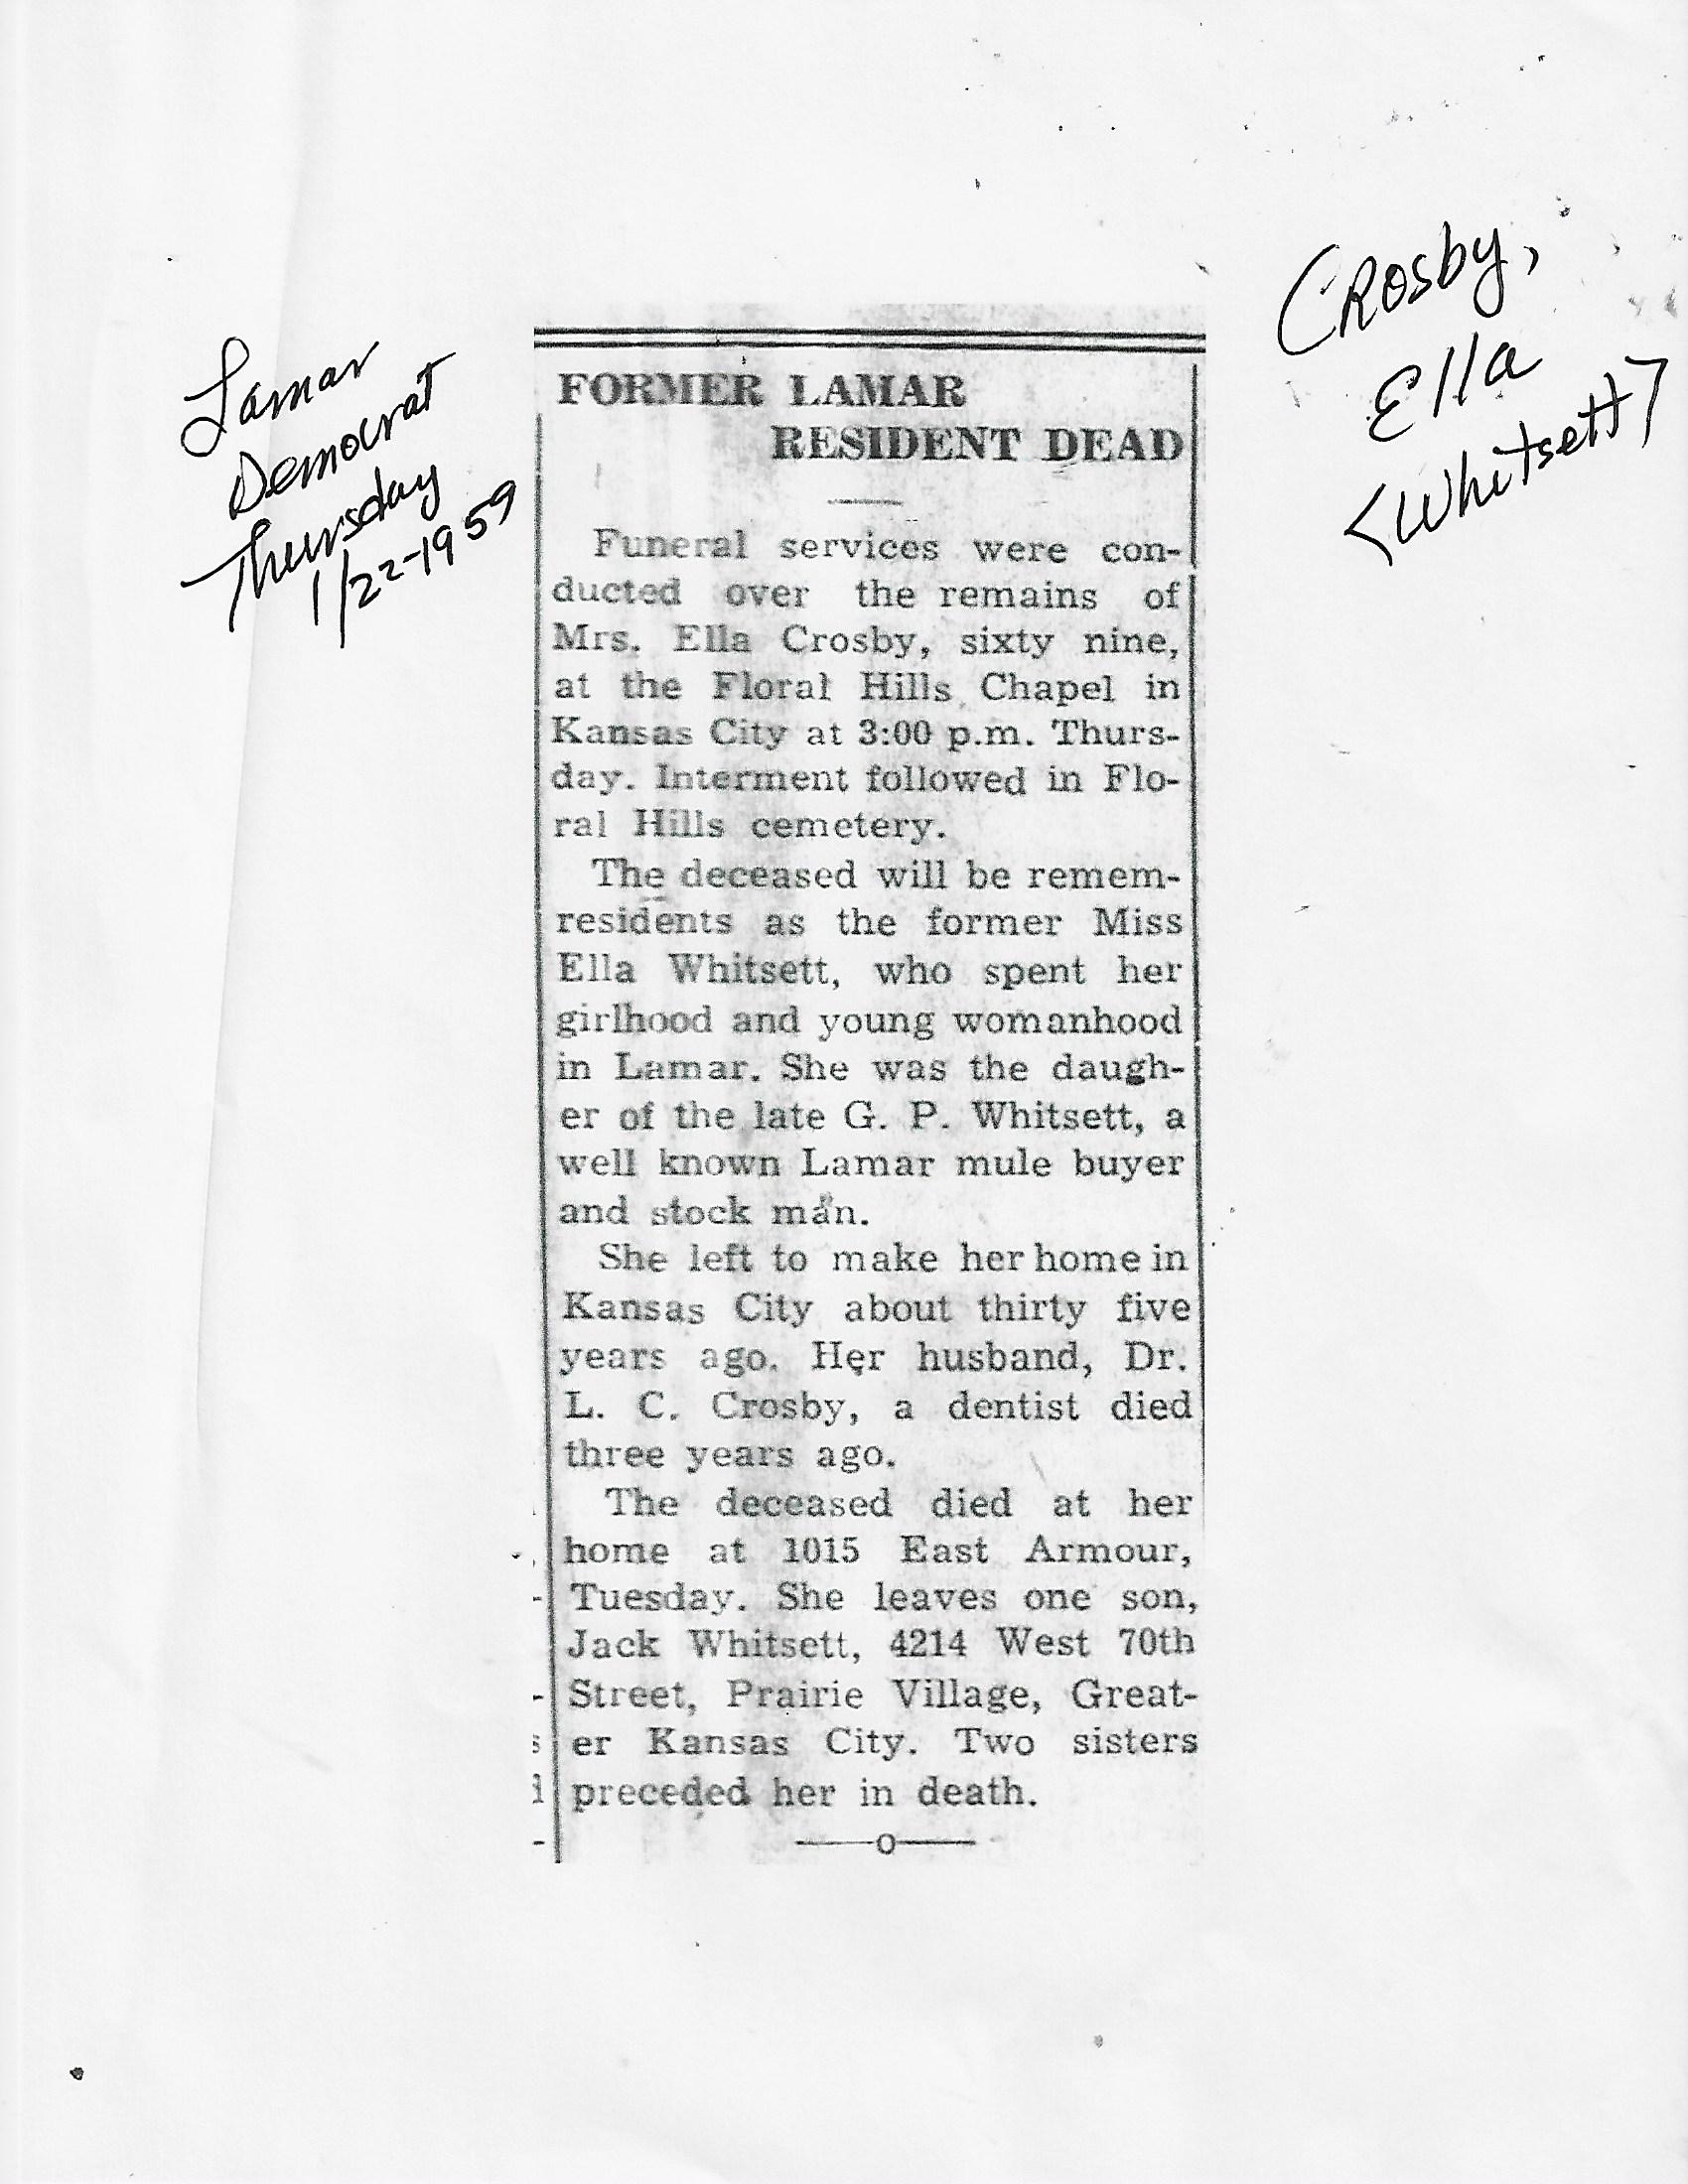 Lamar
Democrat
Thursday
1/22-1959
Crosby,
Ella
<Whitsett>
FORMER LAMAR
RESIDENT DEAD
Funeral services were con-
ducted over the remains of
Mrs. Ella Crosby, sixty nine,
at the Floral Hills Chapel in
Kansas City at 3:00 p.m. Thurs-
day. Interment followed in Flo-
ral Hills cemetery.
The deceased will be remem-
residents as the former Miss
Ella Whitsett, who spent her
girlhood and young womanhood
in Lamar. She was the daugh-
er of the late G. P. Whitsett, a
well known Lamar mule buyer
and stock man.
She left to make her home in
Kansas City about thirty five
years ago. Her husband, Dr.
L. C. Crosby, a dentist died
three years ago.
The deceased died at her
home at 1015 East Armour,
Tuesday. She leaves one son,
Jack Whitsett, 4214 West 70th
Street, Prairie Village, Great-
er Kansas City. Two sisters
preceded her in death.